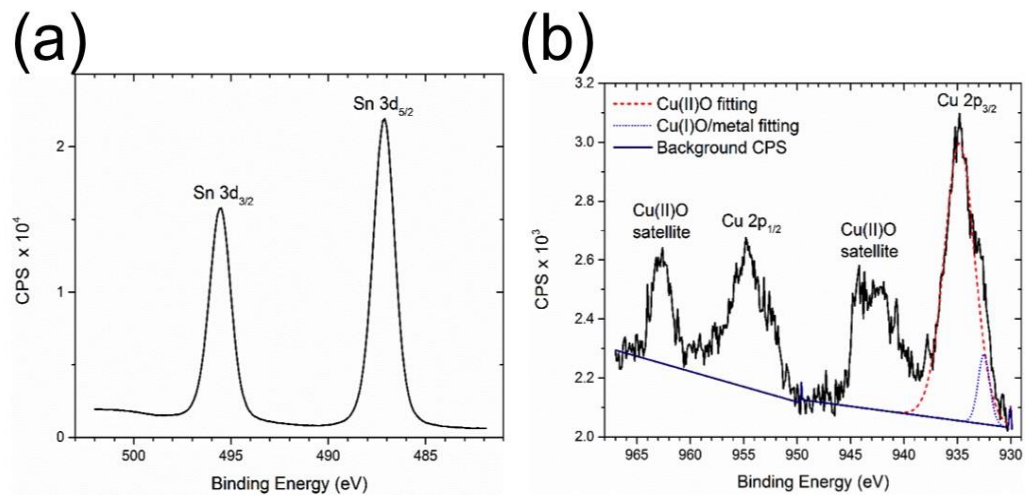 (a)
Sn 3d5/2
Sn 3d3/2
CPS x 10^4
2
1
0
500 495 490 485
Binding Energy (eV)
(b)
Cu(II)O fitting
Cu(I)O/metal fitting
Background CPS
Cu 2p3/2
Cu(II)O
satellite
Cu 2p1/2
Cu(II)O
satellite
CPS x 10^3
3.2
3.0
2.8
2.6
2.4
2.2
2.0
965 960 955 950 945 940 935 930
Binding Energy (eV)